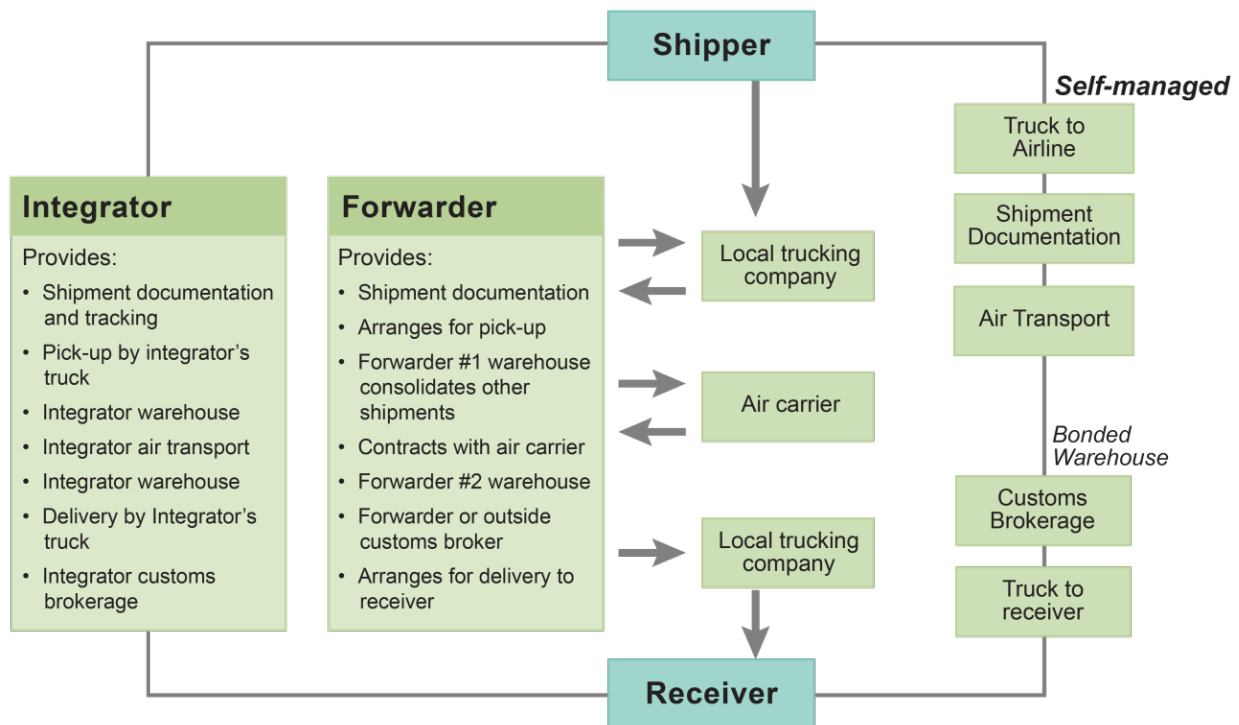 Shipper
Self-managed
Truck to
Airline
Integrator
Provides:
• Shipment documentation
and tracking
• Pick-up by integrator's
truck
• Integrator warehouse
• Integrator air transport
• Integrator warehouse
• Delivery by Integrator's
truck
• Integrator customs
brokerage
Forwarder
Provides:
• Shipment documentation
• Arranges for pick-up
• Forwarder #1 warehouse
consolidates other
shipments
• Contracts with air carrier
• Forwarder #2 warehouse
• Forwarder or outside
customs broker
• Arranges for delivery to
receiver
Local trucking
company
Air carrier
Local trucking
company
Shipment
Documentation
Air Transport
Bonded
Warehouse
Customs
Brokerage
Truck to
receiver
Receiver